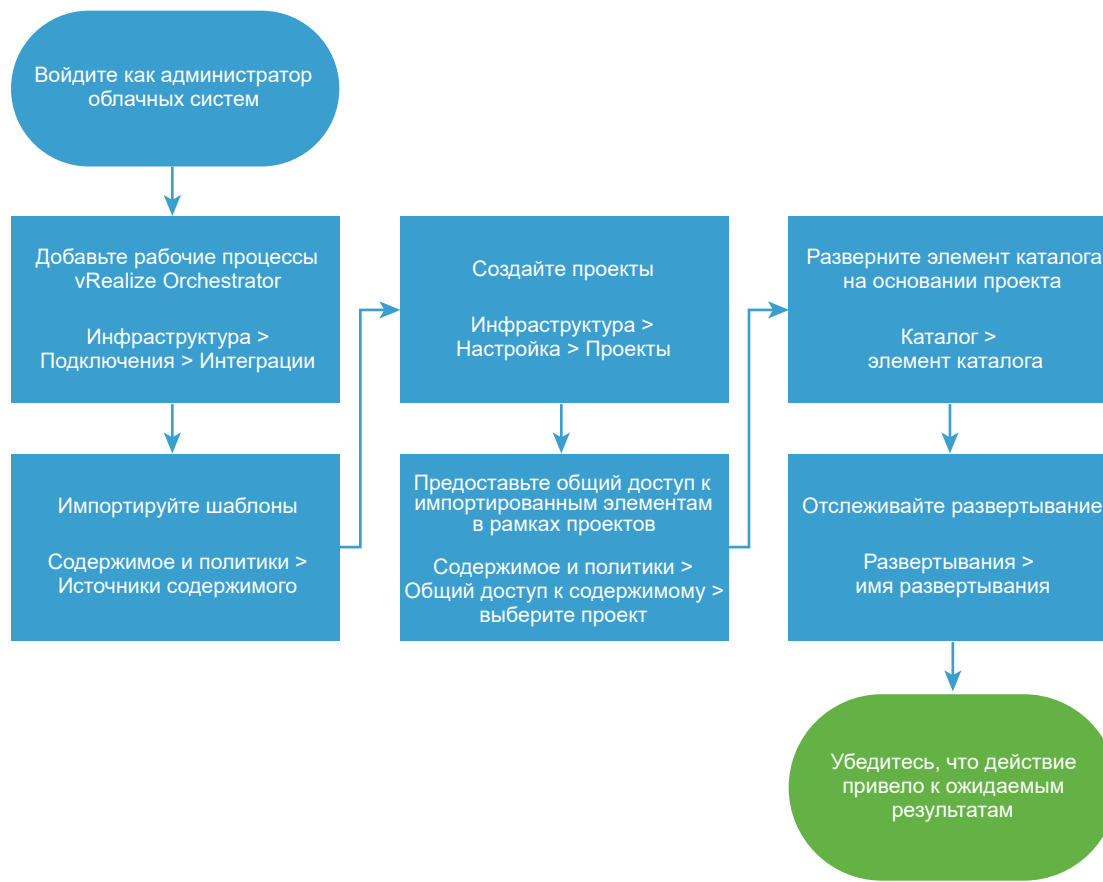 Войдите как администратор
облачных систем
Добавьте рабочие процессы
vRealize Orchestrator
Инфраструктура >
Подключения > Интеграции
Импортируйте шаблоны
Содержимое и политики >
Источники содержимого
Создайте проекты
Инфраструктура >
Настройка > Проекты
Предоставьте общий доступ к
импортированным элементам
в рамках проектов
Содержимое и политики >
Общий доступ к содержимому >
выберите проект
Разверните элемент каталога
на основании проекта
Каталог >
элемент каталога
Отслеживайте развертывание
Развертывания >
имя развертывания
Убедитесь, что действие
привело к ожидаемым
результатам